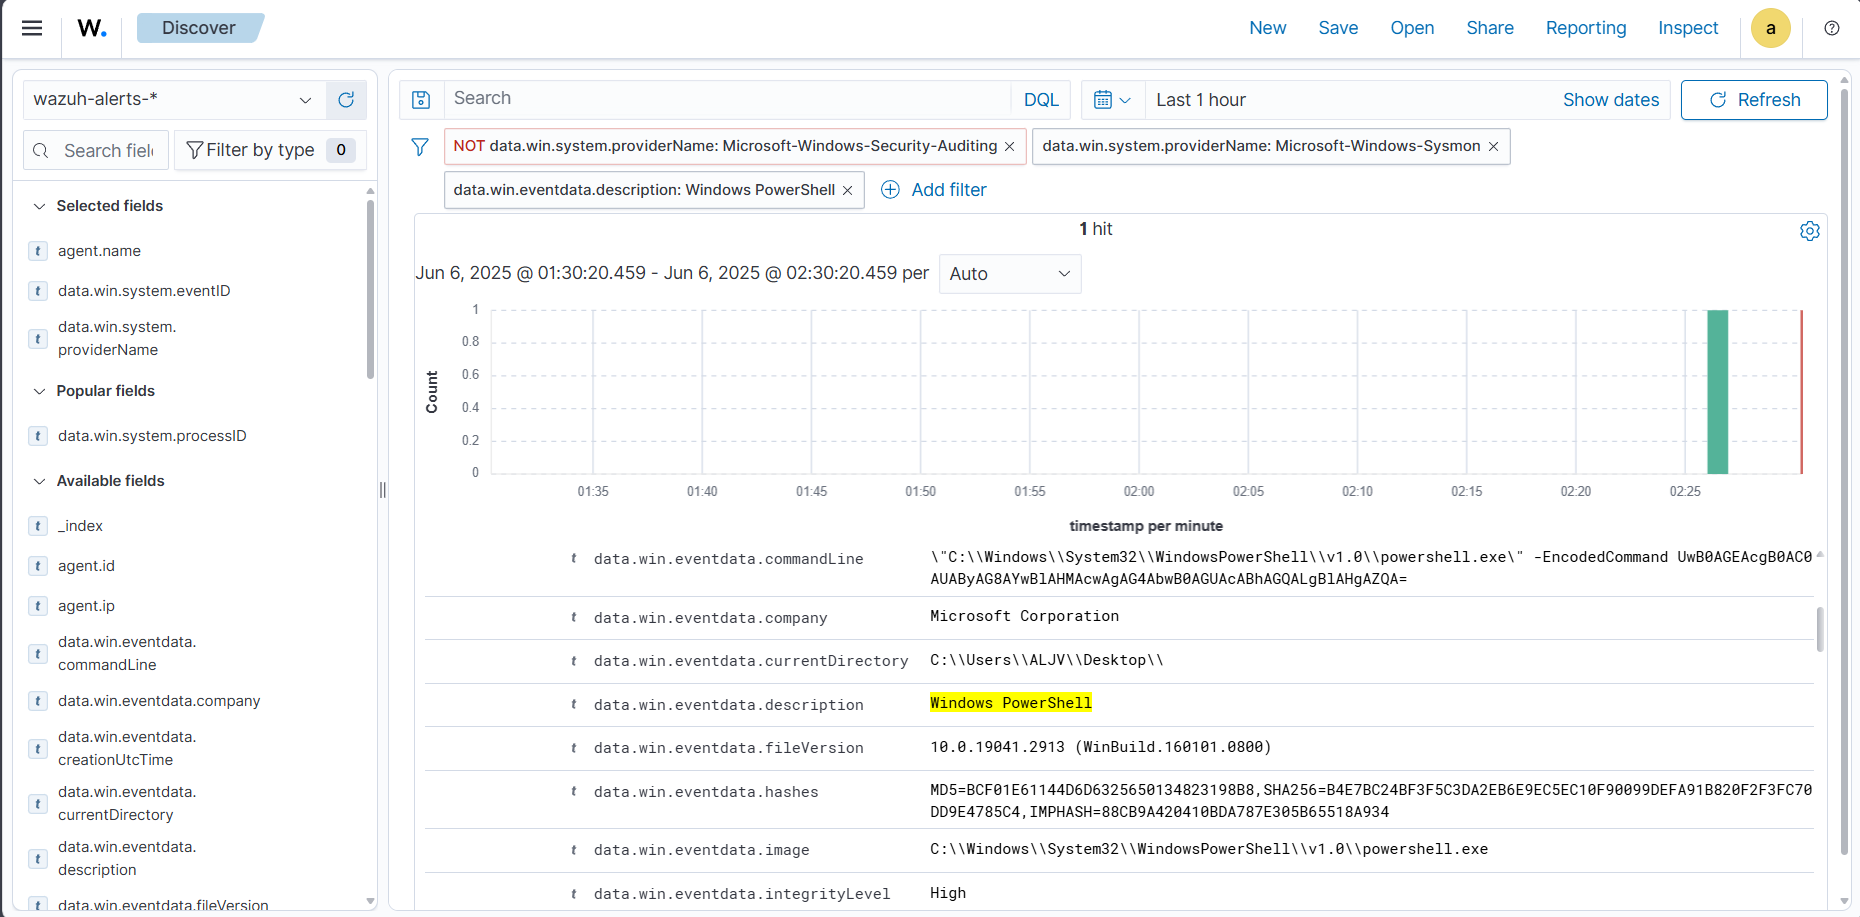 W.
Discover
New
Save
Open
Share
Reporting
Inspect
a
wazuh-alerts-*
Search
DQL
Last 1 hour
Show dates
Refresh
Search fiel
Filter by type 0
NOT data.win.system.providerName: Microsoft-Windows-Security-Auditing ×
data.win.system.providerName: Microsoft-Windows-Sysmon ×
data.win.eventdata.description: Windows PowerShell ×
Add filter
Selected fields
t agent.name
t data.win.system.eventID
t data.win.system.
providerName
Popular fields
t data.win.system.processID
Available fields
t _index
t agent.id
t agent.ip
t data.win.eventdata.
commandLine
t data.win.eventdata.company
t data.win.eventdata.
creationUtcTime
t data.win.eventdata.
currentDirectory
t data.win.eventdata.
description
t data.win.eventdata.fileVersion
1 hit
Jun 6, 2025 @ 01:30:20.459 - Jun 6, 2025 @ 02:30:20.459 per
Auto
Count
1
0.8
0.6
0.4
0.2
0
01:35
01:40
01:45
01:50
01:55
02:00
02:05
02:10
02:15
02:20
02:25
timestamp per minute
t data.win.eventdata.commandLine
\"C:\\Windows\\System32\\WindowsPowerShell\\v1.0\\powershell.exe\" -EncodedCommand UwB0AGEAcgB0AC0
AUAByAG8AYwBlAHMAcwAgAG4AbwB0AGUAcABhAGQALgBlAHgAZQA=
t data.win.eventdata.company
Microsoft Corporation
t data.win.eventdata.currentDirectory
C:\\Users\\ALJV\\Desktop\\
t data.win.eventdata.description
Windows PowerShell
t data.win.eventdata.fileVersion
10.0.19041.2913 (WinBuild.160101.0800)
t data.win.eventdata.hashes
MD5=BCF01E61144D6D6325650134823198B8,SHA256=B4E7BC24BF3F5C3DA2EB6E9EC5EC10F90099DEFA91B820F2F3FC70
DD9E4785C4,IMPHASH=88CB9A420410BDA787E305B65518A934
t data.win.eventdata.image
C:\\Windows\\System32\\WindowsPowerShell\\v1.0\\powershell.exe
t data.win.eventdata.integrityLevel
High